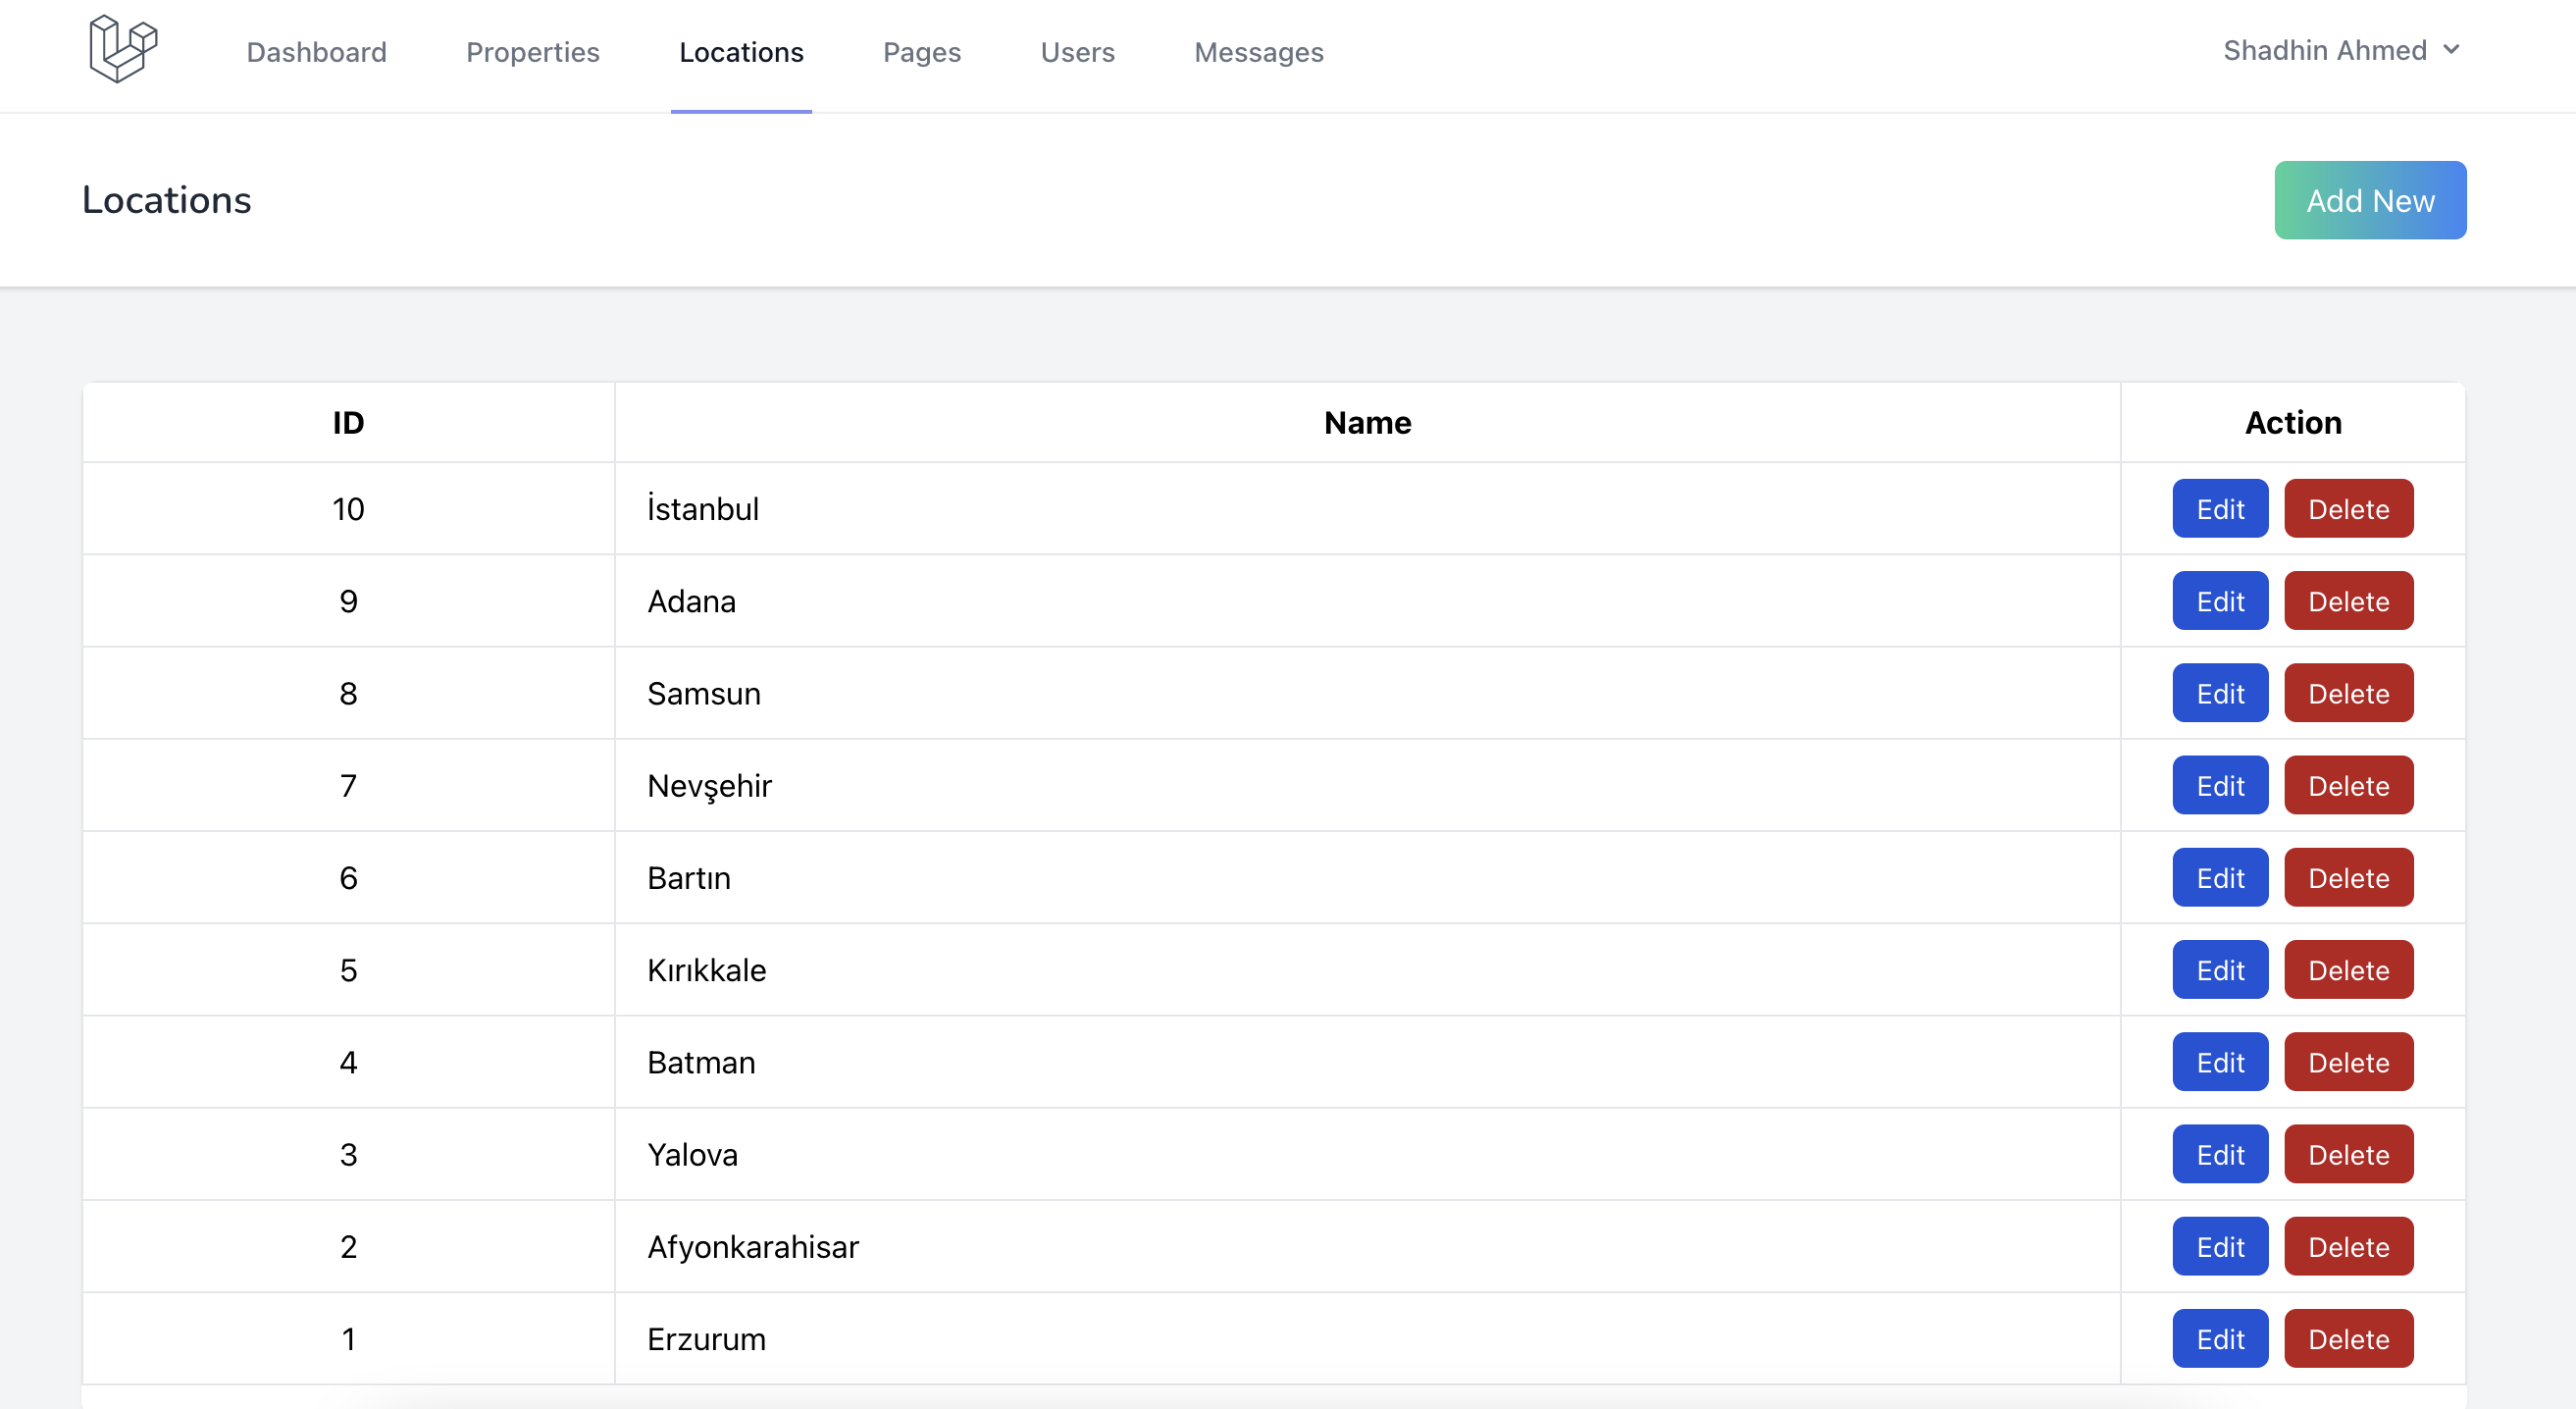 Dashboard Properties Locations Pages Users Messages Shadhin Ahmed
Locations Add New
ID Name Action
10 İstanbul Edit Delete
9 Adana Edit Delete
8 Samsun Edit Delete
7 Nevşehir Edit Delete
6 Bartın Edit Delete
5 Kırıkkale Edit Delete
4 Batman Edit Delete
3 Yalova Edit Delete
2 Afyonkarahisar Edit Delete
1 Erzurum Edit Delete